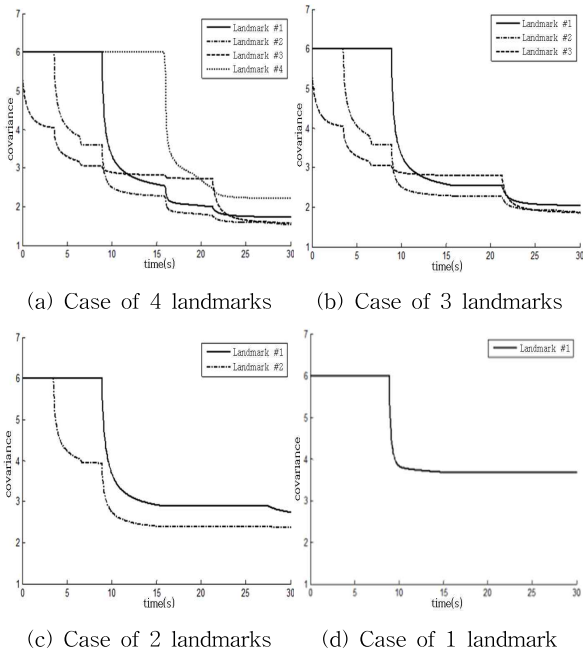 7
6
5
4
3
2
1
covariance
0 5 10 15 20 25 30
time(s)
Landmark #1
Landmark #2
Landmark #3
Landmark #4
(a) Case of 4 landmarks
7
6
5
4
3
2
1
covariance
0 5 10 15 20 25 30
time(s)
Landmark #1
Landmark #2
Landmark #3
(b) Case of 3 landmarks
7
6
5
4
3
2
1
covariance
0 5 10 15 20 25 30
time(s)
Landmark #1
Landmark #2
(c) Case of 2 landmarks
7
6
5
4
3
2
1
covariance
0 5 10 15 20 25 30
time(s)
Landmark #1
(d) Case of 1 landmark